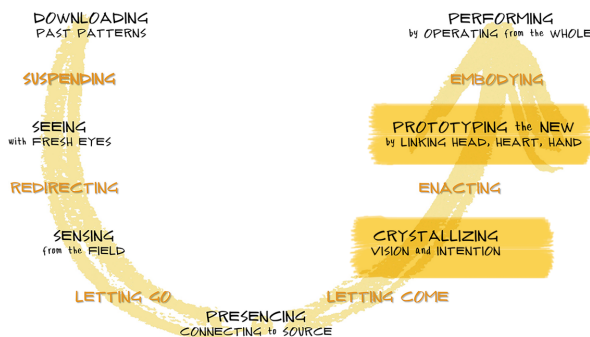 DOWNLOADING
PAST PATTERNS
SUSPENDING
SEEING
with FRESH EYES
REDIRECTING
SENSING
from the FIELD
LETTING GO
PRESENCING
CONNECTING to SOURCE
LETTING COME
CRYSTALLIZING
VISION and INTENTION
ENACTING
PROTOTYPING the NEW
by LINKING HEAD, HEART, HAND
EMBODYING
PERFORMING
by OPERATING from the WHOLE